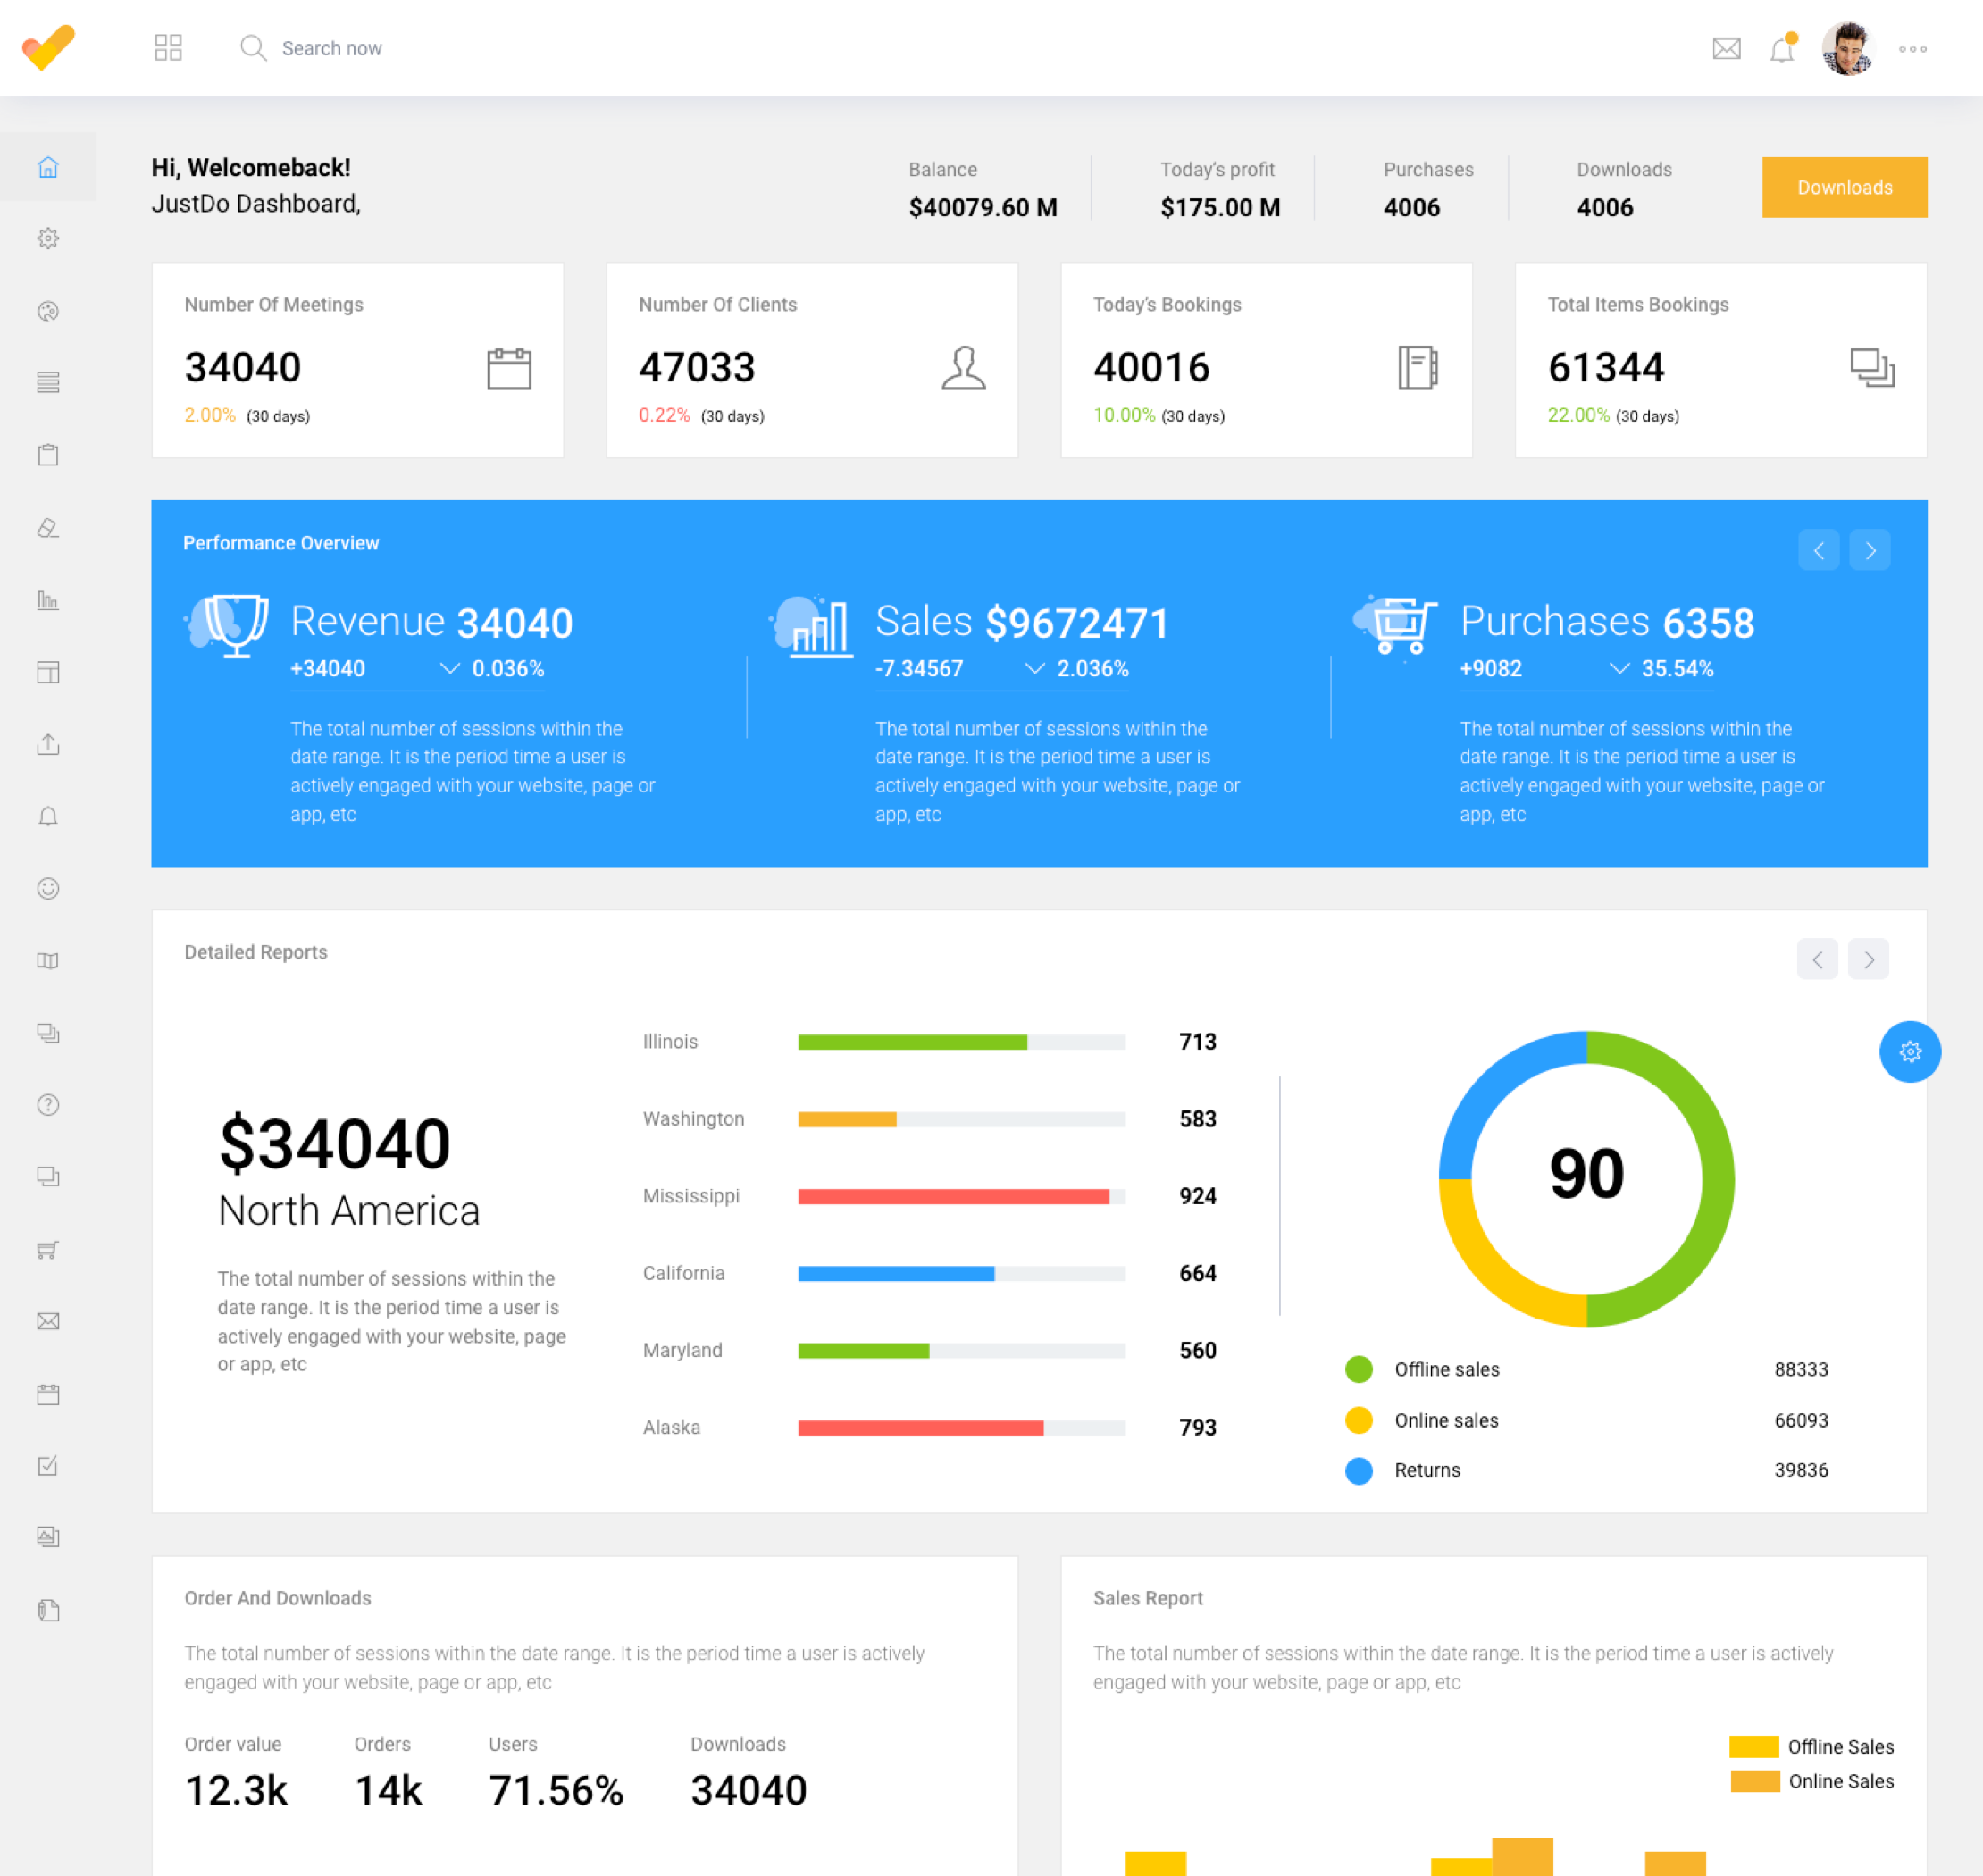 Search now
Hi, Welcomeback!
JustDo Dashboard,
Balance
$40079.60 M
Today's profit
$175.00 M
Purchases
4006
Downloads
4006
Downloads
Number Of Meetings
34040
2.00% (30 days)
Number Of Clients
47033
0.22% (30 days)
Today's Bookings
40016
10.00% (30 days)
Total Items Bookings
61344
22.00% (30 days)
Performance Overview
Revenue 34040
+34040 0.036%
The total number of sessions within the
date range. It is the period time a user is
actively engaged with your website, page or
app, etc
Sales $9672471
-7.34567 2.036%
The total number of sessions within the
date range. It is the period time a user is
actively engaged with your website, page or
app, etc
Purchases 6358
+9082 35.54%
The total number of sessions within the
date range. It is the period time a user is
actively engaged with your website, page or
app, etc
Detailed Reports
$34040
North America
The total number of sessions within the
date range. It is the period time a user is
actively engaged with your website, page
or app, etc
Illinois 713
Washington 583
Mississippi 924
California 664
Maryland 560
Alaska 793
90
Offline sales 88333
Online sales 66093
Returns 39836
Order And Downloads
The total number of sessions within the date range. It is the period time a user is actively
engaged with your website, page or app, etc
Order value
12.3k
Orders
14k
Users
71.56%
Downloads
34040
Sales Report
The total number of sessions within the date range. It is the period time a user is actively
engaged with your website, page or app, etc
Offline Sales
Online Sales